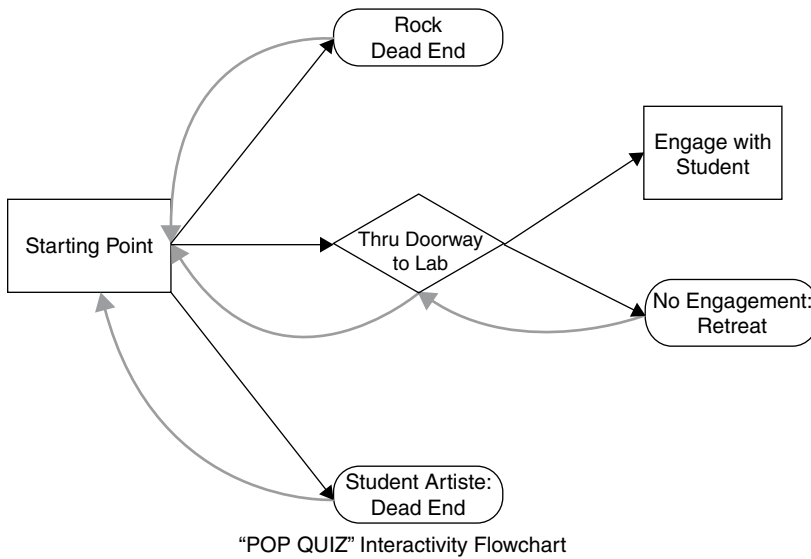 Rock
Dead End
Engage with
Student
Starting Point
Thru Doorway
to Lab
No Engagement:
Retreat
Student Artiste:
Dead End
“POP QUIZ” Interactivity Flowchart